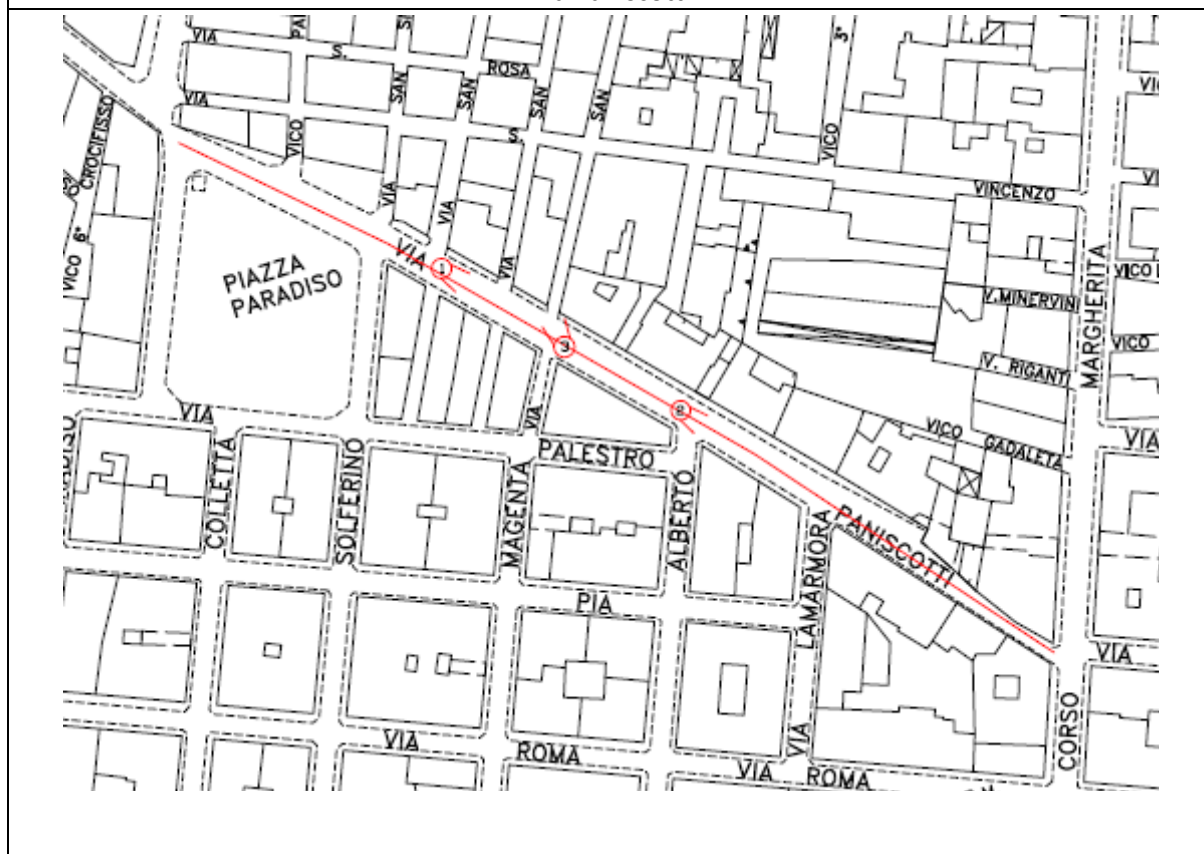 VIA
S.
ROSA
SAN
SAN
SAN
SAN
3°
VIA
VICO
S.
VICO
CROCIFISSO
VICO 6°
VIA
VIA
VIA
VIA
VINCENZO
MARGHERITA
PIAZZA
PARADISO
1
V.MINERVINI
VICO
V. RIGANTI
VICO
3
2
VIA
VIA
PALESTRO
VICO
GADALETA
VIA
COLLETTA
SOLFERINO
MAGENTA
ALBERTO
LAMARMORA
PANISCOTTI
PIA
VIA
VIA
ROMA
VIA
VIA
ROMA
CORSO